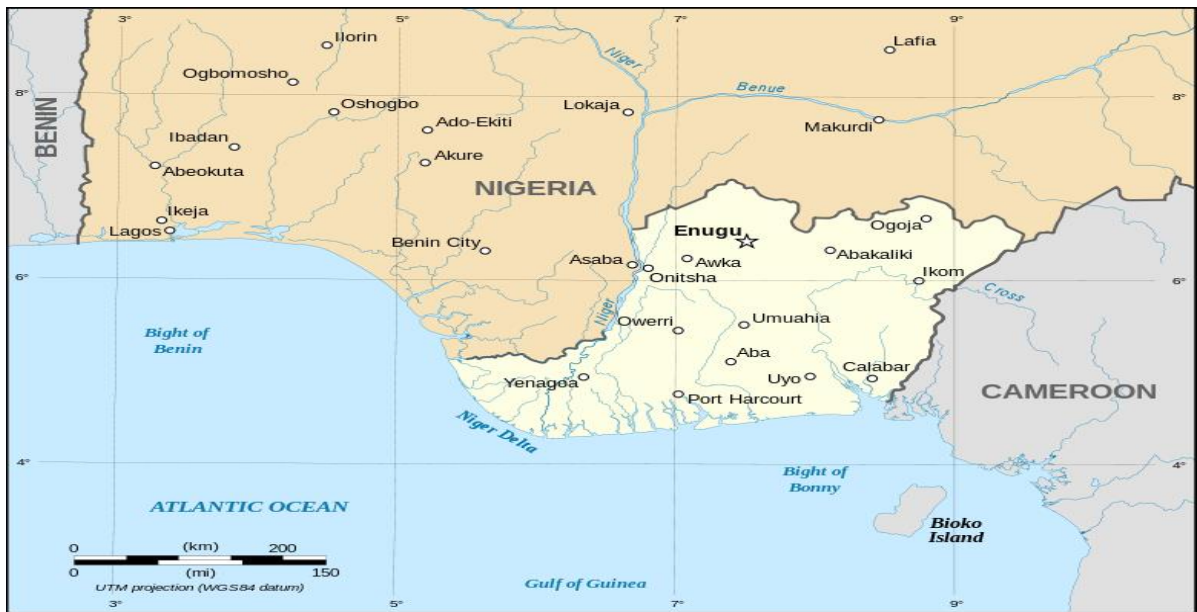 3°
5°
7°
9°
Ilorin
Niger
Lafia
Ogbomosho
8°
Oshogbo
Lokaja
Benue
8°
Ado-Ekiti
Makurdi
BENIN
Ibadan
Akure
Abeokuta
NIGERIA
Ikeja
Lagos
Enugu
Ogoja
Benin City
Asaba
Awka
Abakaliki
Onitsha
Ikom
6°
6°
Cross
Niger
Owerri
Umuahia
Bight of
Benin
Aba
Yenagoa
Uyo
Calabar
Port Harcourt
CAMEROON
Niger Delta
4°
4°
Bight of
Bonny
ATLANTIC OCEAN
Bioko
Island
0 (km) 200
0 (mi) 150
UTM projection (WGS84 datum)
Gulf of Guinea
3°
5°
7°
9°